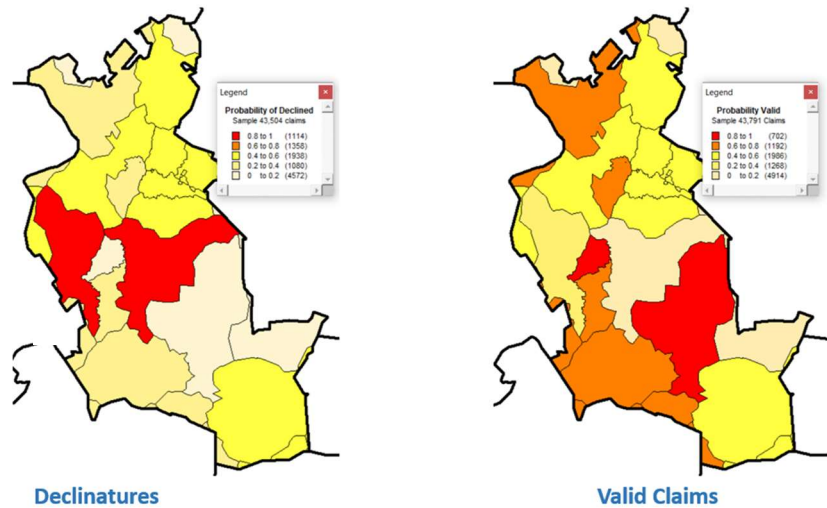 Legend
Probability of Declined
Sample 43,504 claims
0.8 to 1 (1114)
0.6 to 0.8 (1358)
0.4 to 0.6 (1938)
0.2 to 0.4 (1080)
0 to 0.2 (4572)
Legend
Probability Valid
Sample 43,791 Claims
0.8 to 1 (702)
0.6 to 0.8 (1192)
0.4 to 0.6 (1986)
0.2 to 0.4 (1268)
0 to 0.2 (4914)
Declinatures
Valid Claims